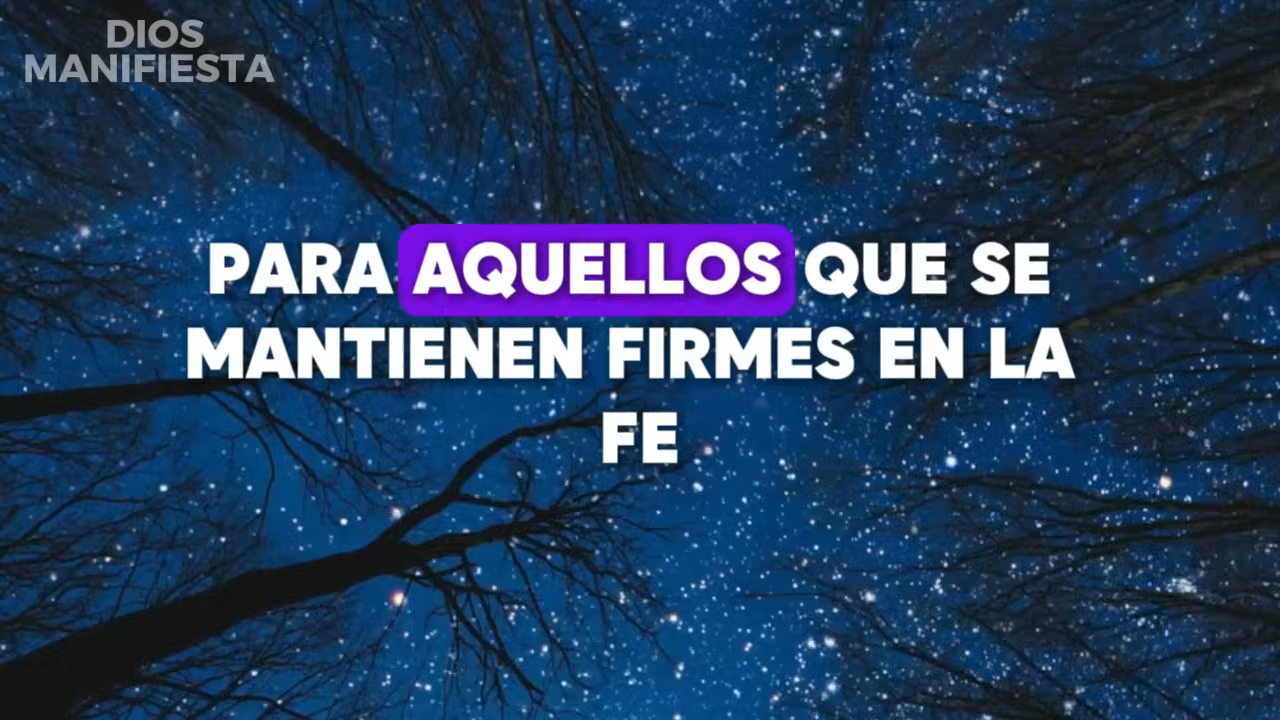 DIOS
MANIFIESTA
PARA AQUELLOS QUE SE
MANTIENEN FIRMES EN LA
FE